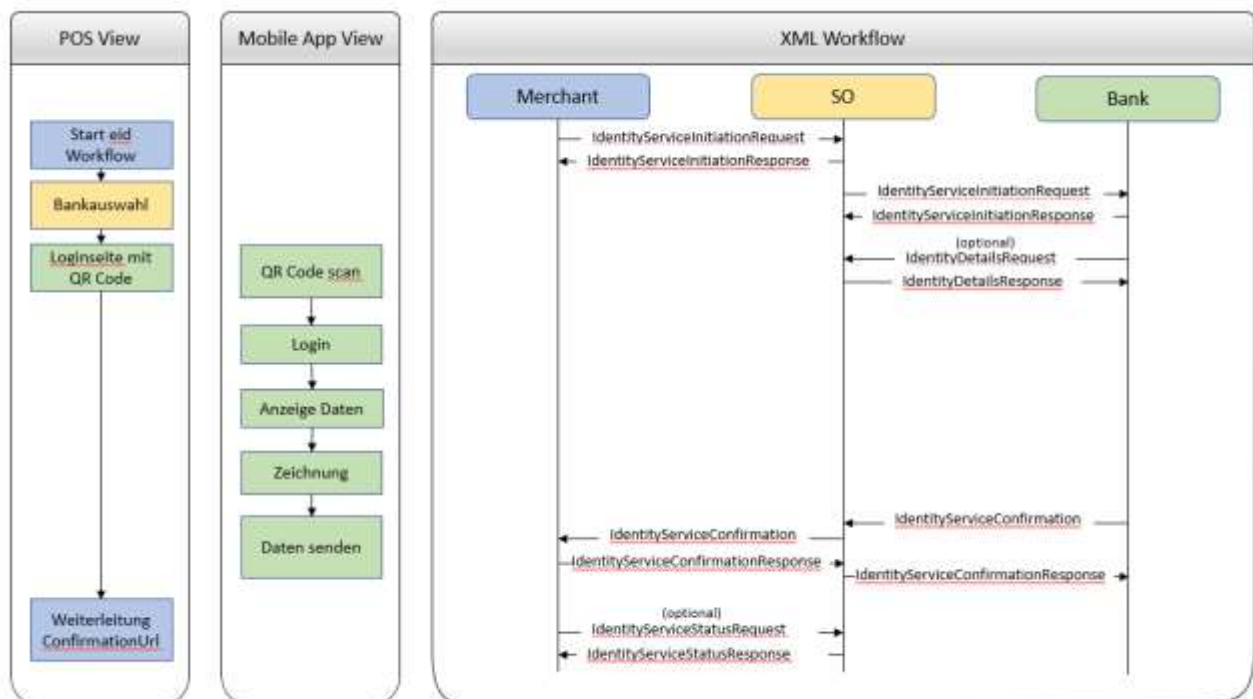 POS View
Start eid
Workflow
Bankauswahl
Loginseite mit
QR Code
Weiterleitung
ConfirmationUrl
Mobile App View
QR Code scan
Login
Anzeige Daten
Zeichnung
Daten senden
XML Workflow
Merchant
SO
Bank
IdentityServiceInitiationRequest
IdentityServiceInitiationResponse
IdentityServiceInitiationRequest
IdentityServiceInitiationResponse
(optional)
IdentityDetailsRequest
IdentityDetailsResponse
IdentityServiceConfirmation
IdentityServiceConfirmation
IdentityServiceConfirmationResponse
IdentityServiceConfirmationResponse
(optional)
IdentityServiceStatusRequest
IdentityServiceStatusResponse